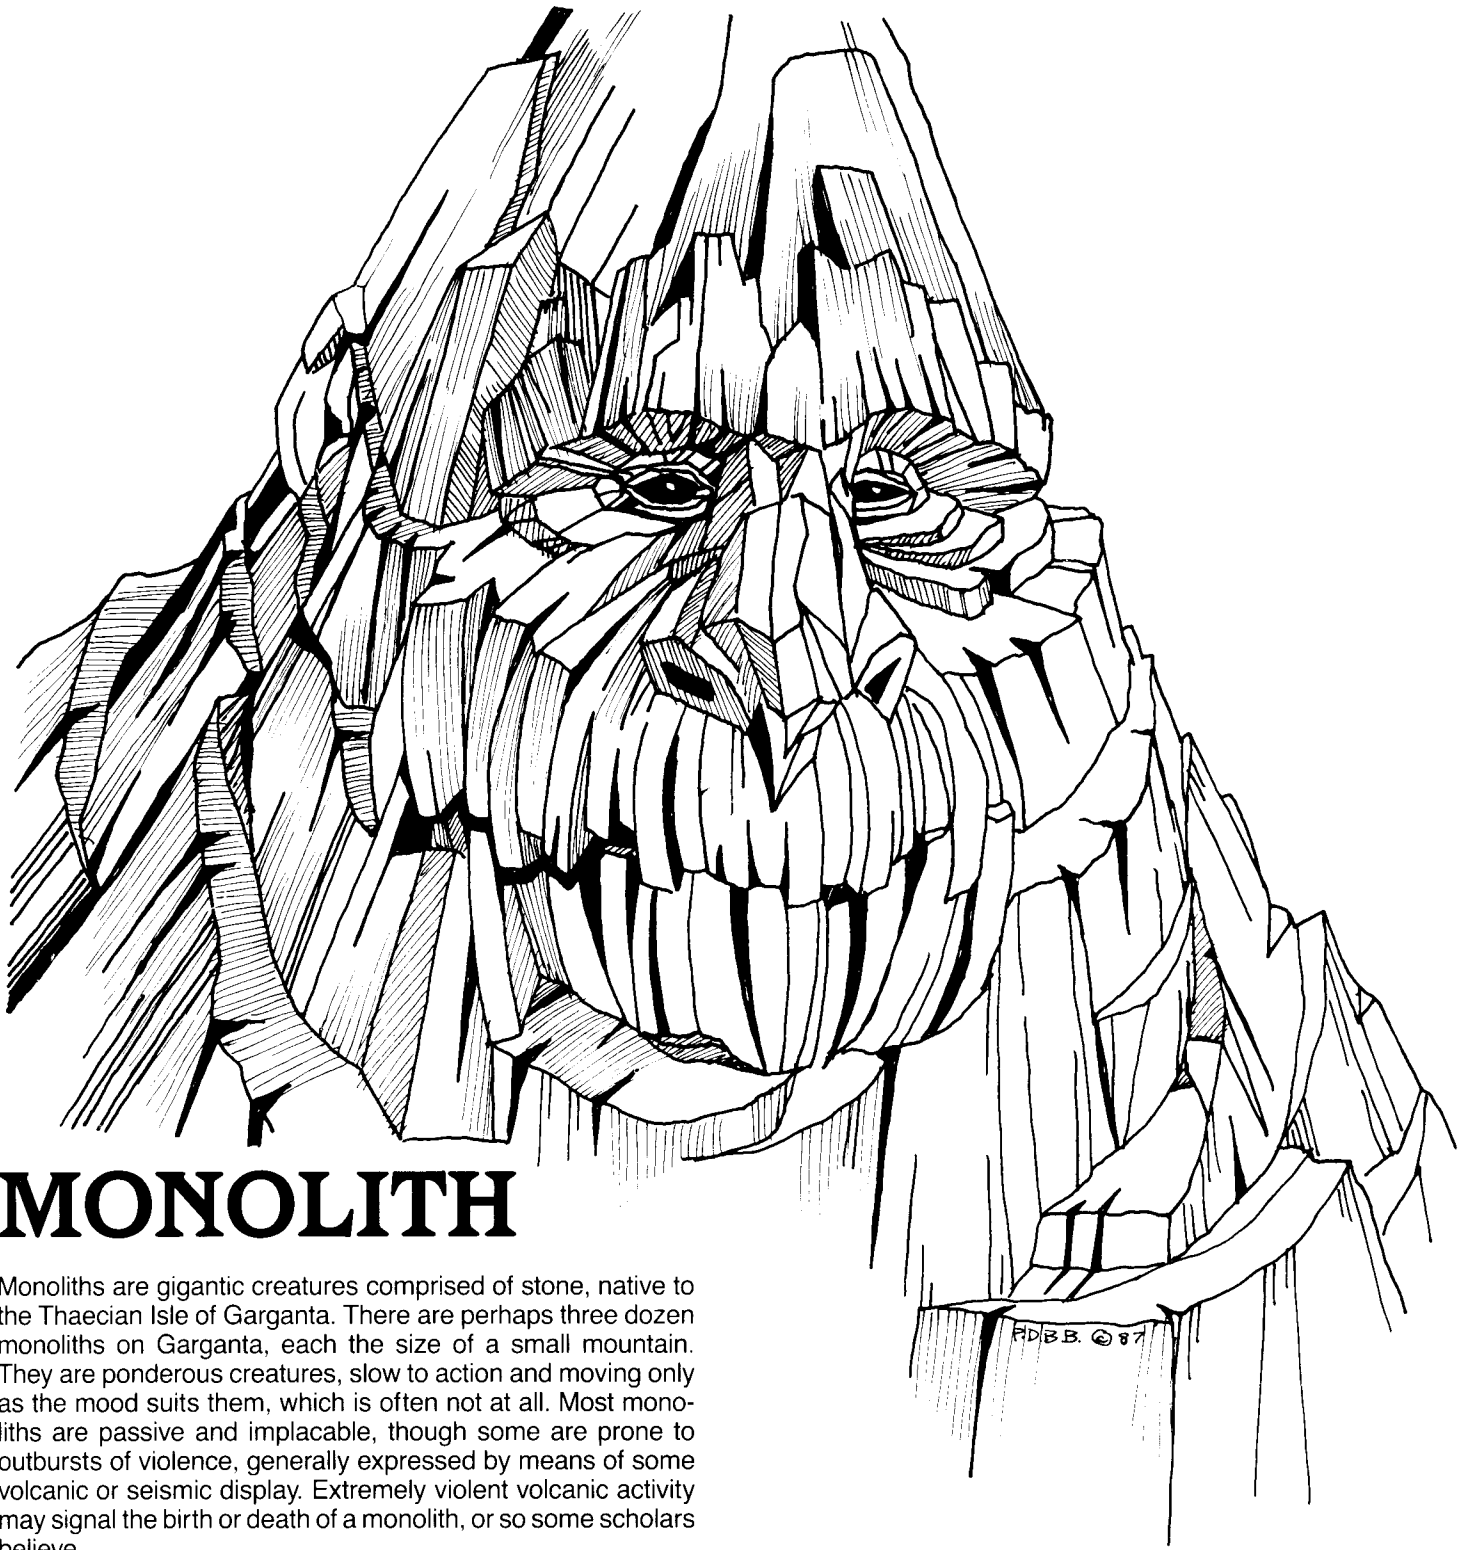 P.D.B.B. © 87
MONOLITH
Monoliths are gigantic creatures comprised of stone, native to
the Thaecian Isle of Garganta. There are perhaps three dozen
monoliths on Garganta, each the size of a small mountain.
They are ponderous creatures, slow to action and moving only
as the mood suits them, which is often not at all. Most mono-
liths are passive and implacable, though some are prone to
outbursts of violence, generally expressed by means of some
volcanic or seismic display. Extremely violent volcanic activity
may signal the birth or death of a monolith, or so some scholars
believe.